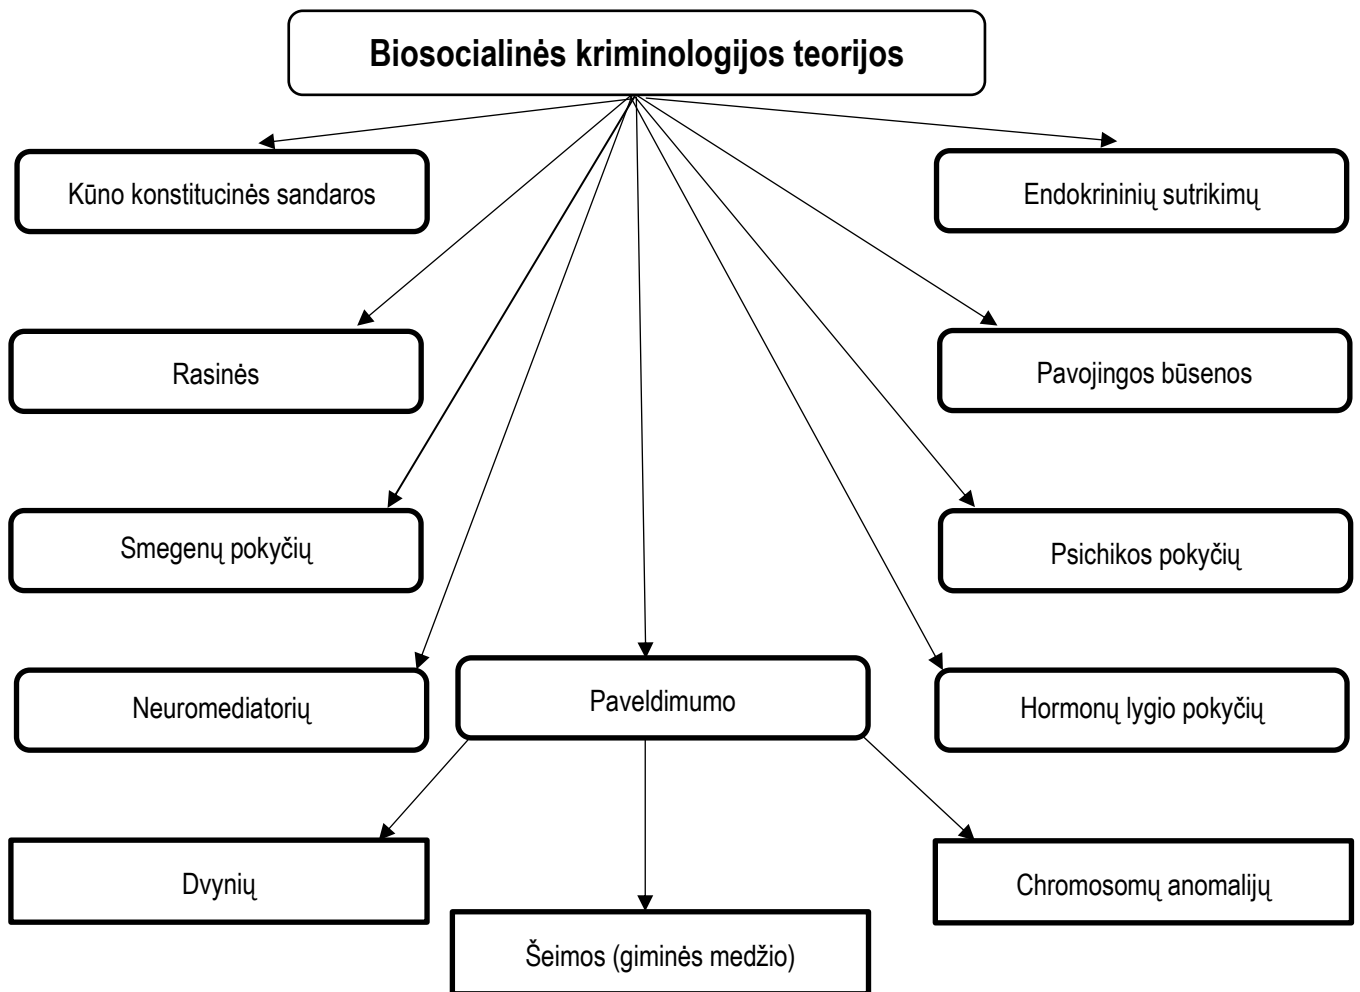 Biosocialinės kriminologijos teorijos
Kūno konstitucinės sandaros
Endokrininių sutrikimų
Rasinės
Pavojingos būsenos
Smegenų pokyčių
Psichikos pokyčių
Neuromediatorių
Paveldimumo
Hormonų lygio pokyčių
Dvynių
Chromosomų anomalijų
Šeimos (giminės medžio)